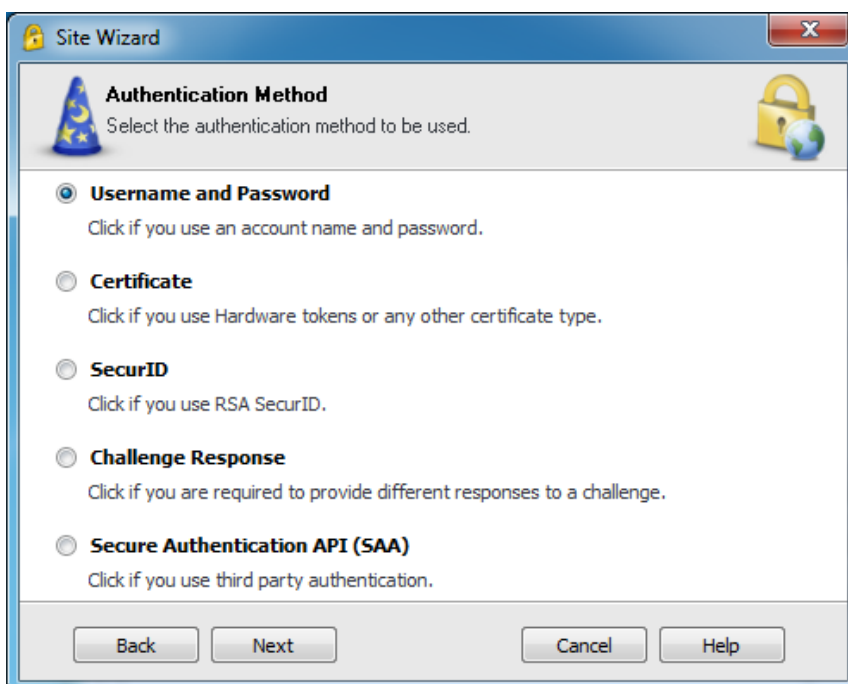 Site Wizard
Authentication Method
Select the authentication method to be used.
Username and Password
Click if you use an account name and password.
Certificate
Click if you use Hardware tokens or any other certificate type.
SecurID
Click if you use RSA SecurID.
Challenge Response
Click if you are required to provide different responses to a challenge.
Secure Authentication API (SAA)
Click if you use third party authentication.
Back Next Cancel Help